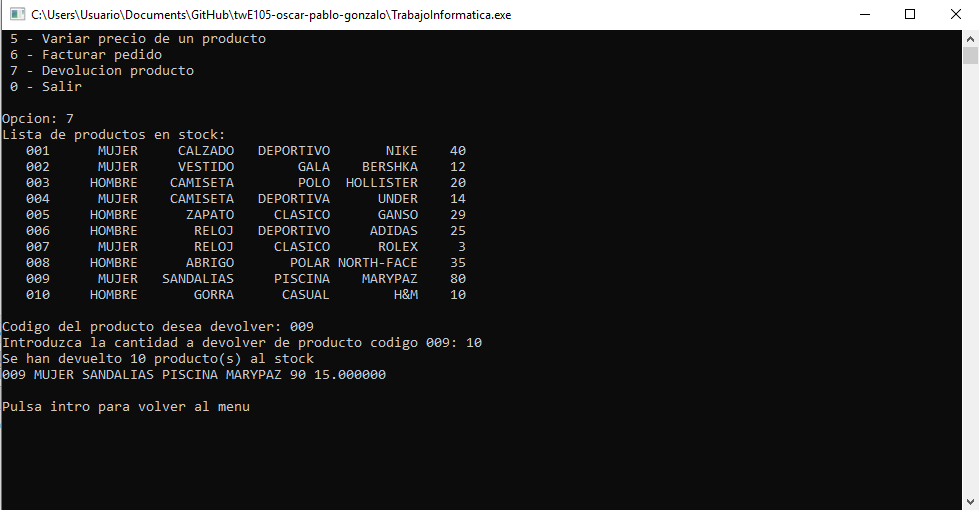 C:\Users\Usuario\Documents\GitHub\twE105-oscar-pablo-gonzalo\TrabajoInformatica.exe
5 - Variar precio de un producto
6 - Facturar pedido
7 - Devolucion producto
0 - Salir
Opcion: 7
Lista de productos en stock:
001 MUJER CALZADO DEPORTIVO NIKE 40
002 MUJER VESTIDO GALA BERSHKA 12
003 HOMBRE CAMISETA POLO HOLLISTER 20
004 MUJER CAMISETA DEPORTIVA UNDER 14
005 HOMBRE ZAPATO CLASICO GANSO 29
006 HOMBRE RELOJ DEPORTIVO ADIDAS 25
007 MUJER RELOJ CLASICO ROLEX 3
008 HOMBRE ABRIGO POLAR NORTH-FACE 35
009 MUJER SANDALIAS PISCINA MARYPAZ 80
010 HOMBRE GORRA CASUAL H&M 10
Codigo del producto desea devolver: 009
Introduzca la cantidad a devolver de producto codigo 009: 10
Se han devuelto 10 producto(s) al stock
009 MUJER SANDALIAS PISCINA MARYPAZ 90 15.000000
Pulsa intro para volver al menu